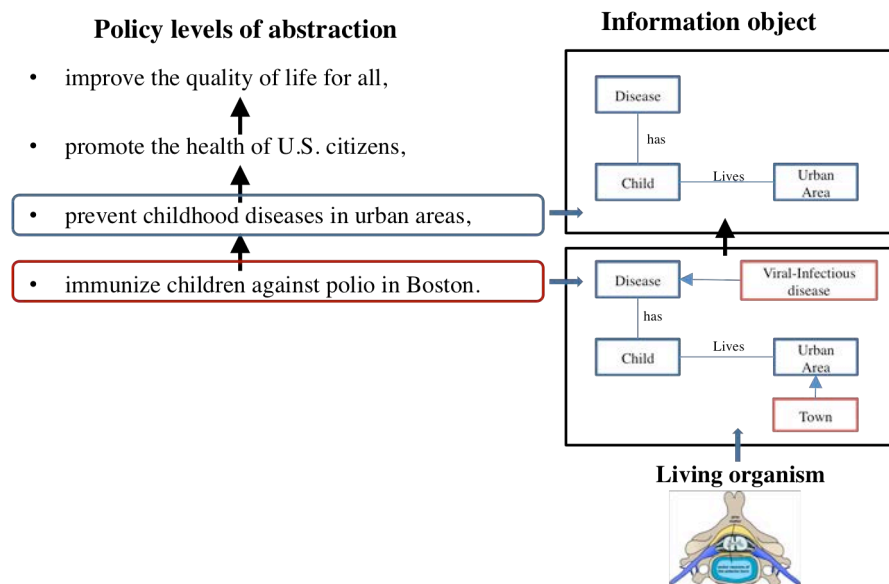 Policy levels of abstraction
• improve the quality of life for all,
• promote the health of U.S. citizens,
• prevent childhood diseases in urban areas,
• immunize children against polio in Boston.
Information object
Disease
has
Child
Lives
Urban
Area
Disease
Viral-Infectious
disease
has
Child
Lives
Urban
Area
Town
Living organism